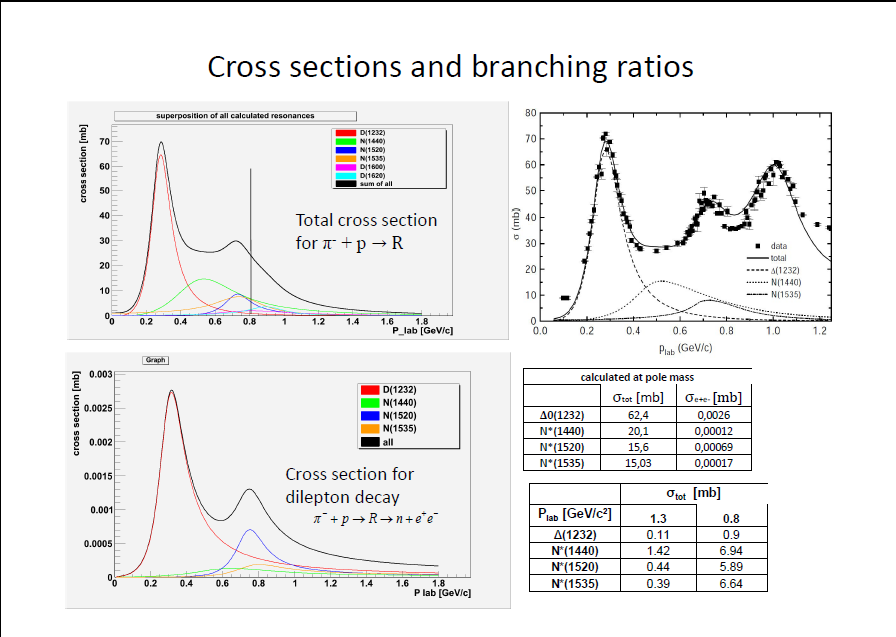 Cross sections and branching ratios
superposition of all calculated resonances
cross section [mb]
70
60
50
40
30
20
10
0
D(1232)
N(1440)
N(1520)
N(1535)
D(1600)
D(1620)
sum of all
Total cross section
for π⁻ + p → R
0 0.2 0.4 0.6 0.8 1 1.2 1.4 1.6 1.8
P_lab [GeV/c]
80
70
60
50
40
30
20
10
0
σ (mb)
data
total
Δ(1232)
N(1440)
N(1535)
0.0 0.2 0.4 0.6 0.8 1.0 1.2
plab (GeV/c)
Graph
cross section [mb]
0.003
0.0025
0.002
0.0015
0.001
0.0005
0
D(1232)
N(1440)
N(1520)
N(1535)
all
Cross section for
dilepton decay
π⁻ + p → R → n + e⁺e⁻
0 0.2 0.4 0.6 0.8 1 1.2 1.4 1.6 1.8
P lab [GeV/c]
calculated at pole mass
σtot [mb] σe+e- [mb]
Δ0(1232) 62,4 0,0026
N*(1440) 20,1 0,00012
N*(1520) 15,6 0,00069
N*(1535) 15,03 0,00017
σtot [mb]
Plab [GeV/c²] 1.3 0.8
Δ(1232) 0.11 0.9
N*(1440) 1.42 6.94
N*(1520) 0.44 5.89
N*(1535) 0.39 6.64